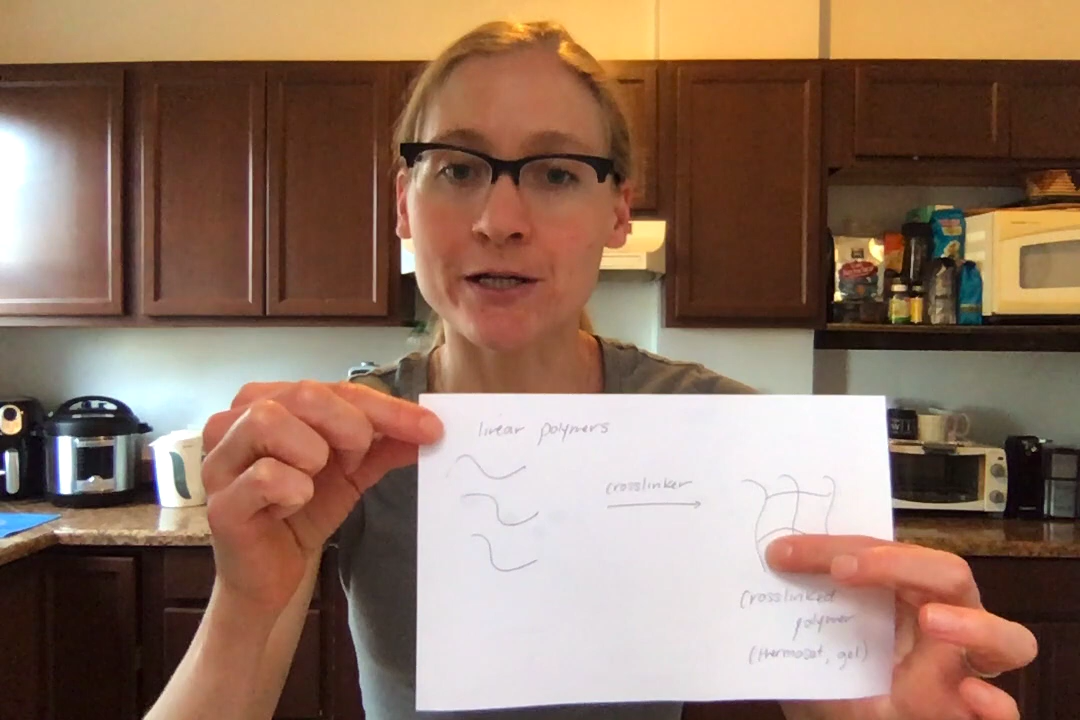 linear polymers
crosslinker
crosslinked
polymer
(thermoset, gel)